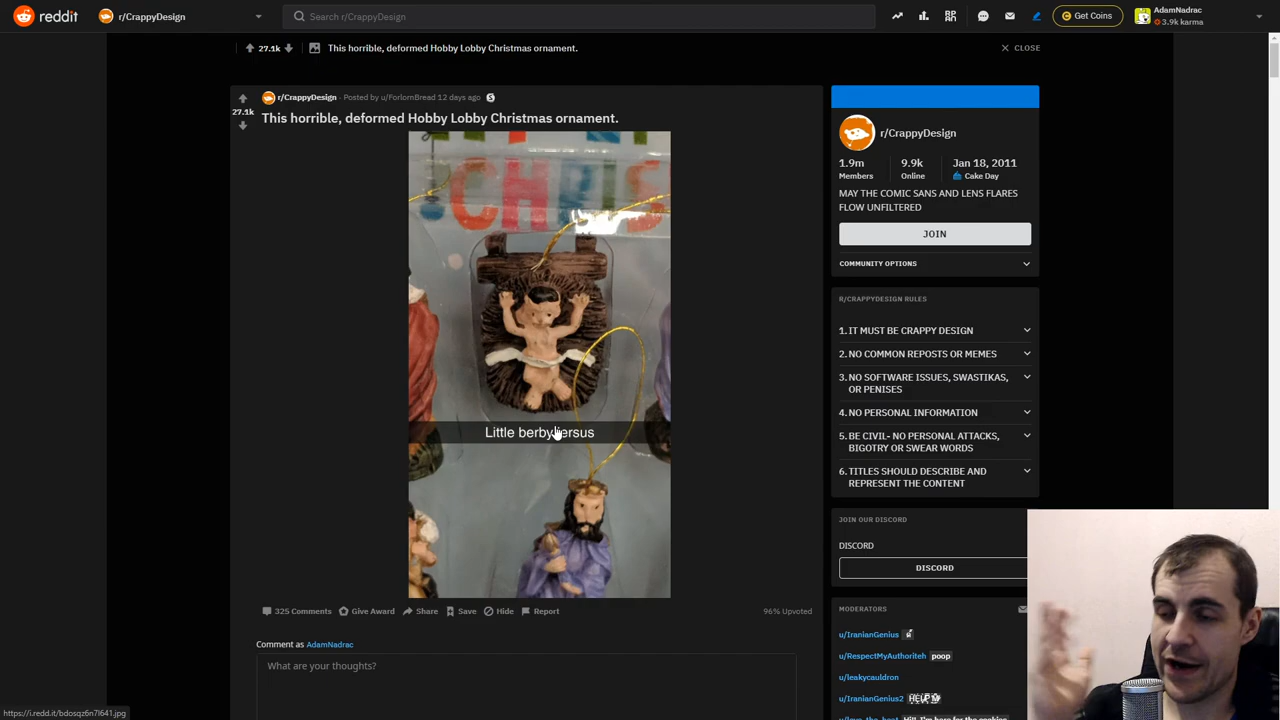 reddit
r/CrappyDesign
Search r/CrappyDesign
Get Coins
AdamNadrac
3.9k karma
27.1k
This horrible, deformed Hobby Lobby Christmas ornament.
CLOSE
r/CrappyDesign · Posted by u/ForlornBread 12 days ago
27.1k
This horrible, deformed Hobby Lobby Christmas ornament.
CHRIS
Little berby
ersus
325 Comments
Give Award
Share
Save
Hide
Report
96% Upvoted
Comment as AdamNadrac
What are your thoughts?
r/CrappyDesign
1.9m
Members
9.9k
Online
Jan 18, 2011
Cake Day
MAY THE COMIC SANS AND LENS FLARES
FLOW UNFILTERED
JOIN
COMMUNITY OPTIONS
R/CRAPPYDESIGN RULES
1. IT MUST BE CRAPPY DESIGN
2. NO COMMON REPOSTS OR MEMES
3. NO SOFTWARE ISSUES, SWASTIKAS,
OR PENISES
4. NO PERSONAL INFORMATION
5. BE CIVIL- NO PERSONAL ATTACKS,
BIGOTRY OR SWEAR WORDS
6. TITLES SHOULD DESCRIBE AND
REPRESENT THE CONTENT
JOIN OUR DISCORD
DISCORD
DISCORD
MODERATORS
u/IranianGenius
u/RespectMyAuthoriteh poop
u/leakycauldron
u/IranianGenius2
https://i.redd.it/bdosqz6n7l641.jpg